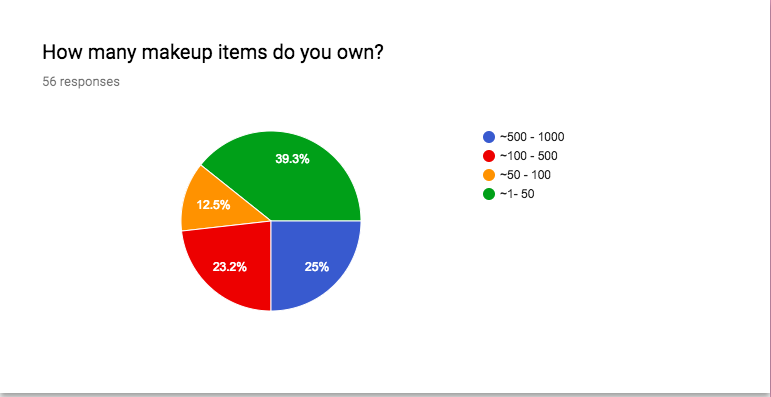 How many makeup items do you own?
56 responses
39.3%
12.5%
23.2%
25%
~500 - 1000
~100 - 500
~50 - 100
~1- 50